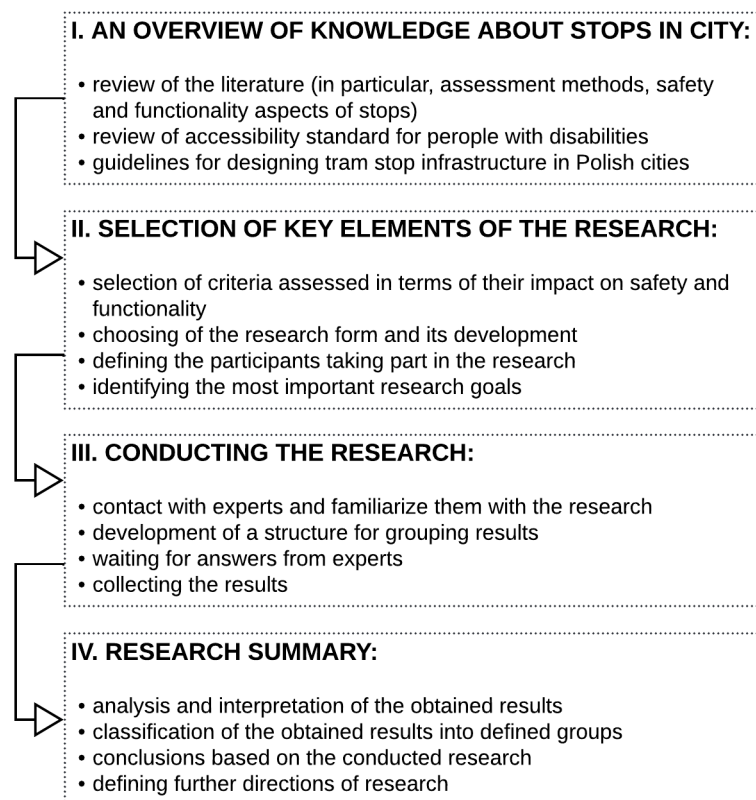 I. AN OVERVIEW OF KNOWLEDGE ABOUT STOPS IN CITY:
• review of the literature (in particular, assessment methods, safety
and functionality aspects of stops)
• review of accessibility standard for perople with disabilities
• guidelines for designing tram stop infrastructure in Polish cities
II. SELECTION OF KEY ELEMENTS OF THE RESEARCH:
• selection of criteria assessed in terms of their impact on safety and
functionality
• choosing of the research form and its development
• defining the participants taking part in the research
• identifying the most important research goals
III. CONDUCTING THE RESEARCH:
• contact with experts and familiarize them with the research
• development of a structure for grouping results
• waiting for answers from experts
• collecting the results
IV. RESEARCH SUMMARY:
• analysis and interpretation of the obtained results
• classification of the obtained results into defined groups
• conclusions based on the conducted research
• defining further directions of research